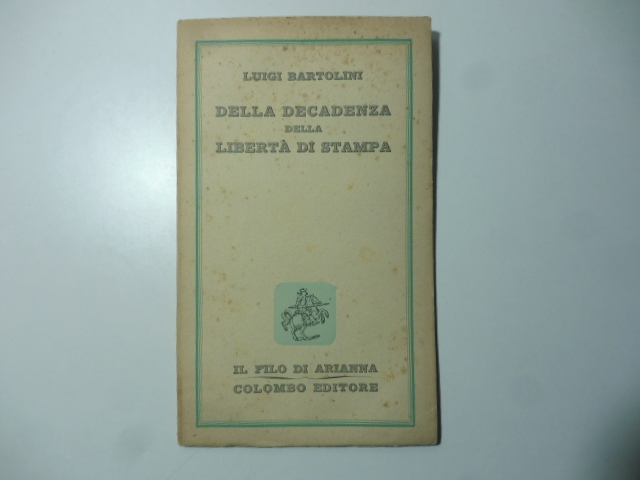 LUIGI BARTOLINI
DELLA DECADENZA
DELLA
LIBERTÀ DI STAMPA
IL FILO DI ARIANNA
COLOMBO EDITORE